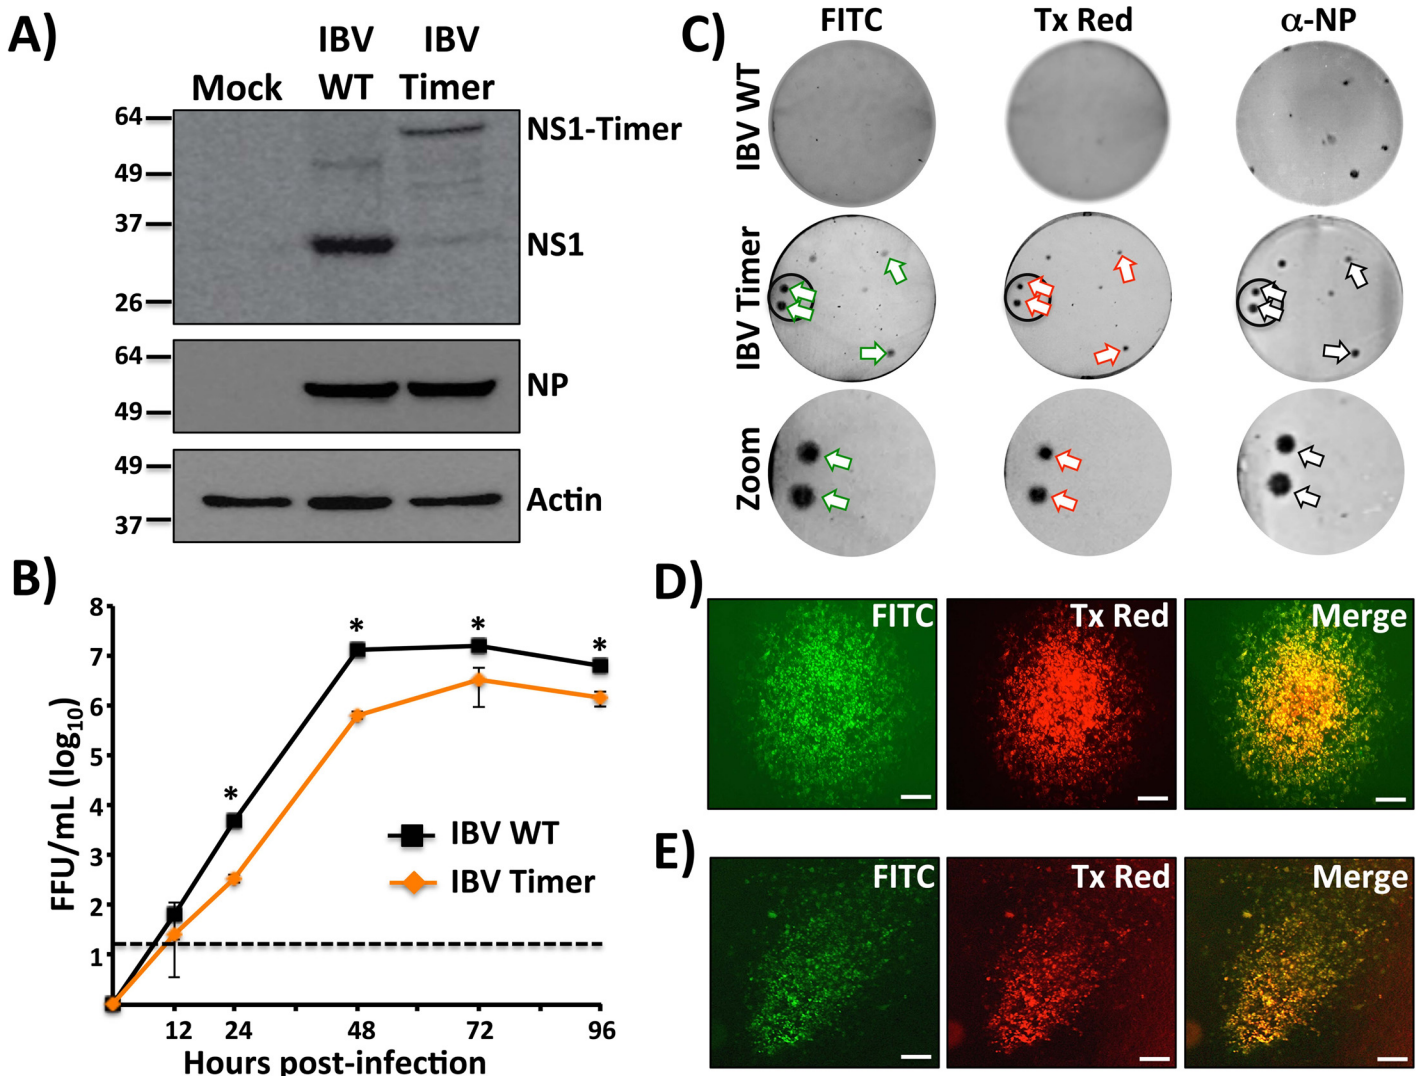 A)
IBV
IBV
Mock
WT
Timer
64
49
37
26
NS1-Timer
NS1
64
49
NP
49
37
Actin
B)
8
7
6
5
4
3
2
1
FFU/mL (log10)
*
*
*
*
IBV WT
IBV Timer
12
24
48
72
96
Hours post-infection
C)
FITC
Tx Red
α-NP
IBV WT
IBV Timer
Zoom
D)
FITC
Tx Red
Merge
E)
FITC
Tx Red
Merge